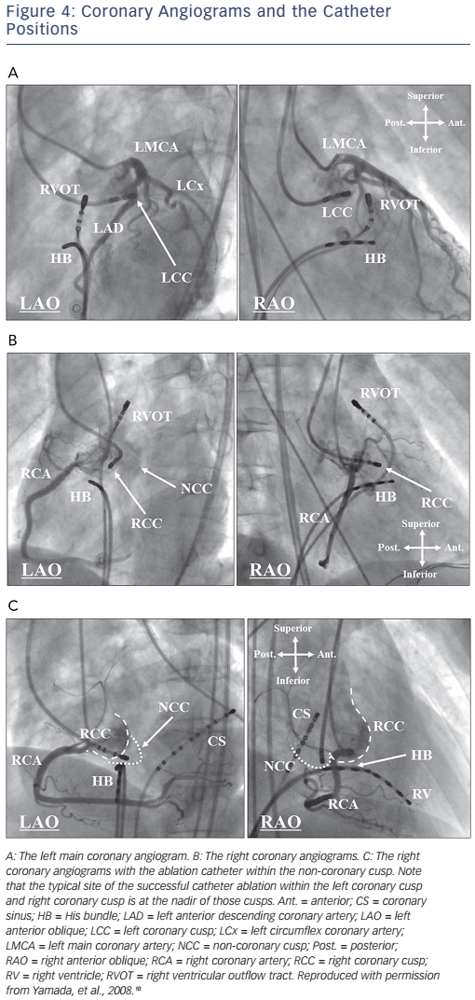 Figure 4: Coronary Angiograms and the Catheter
Positions
A
LMCA
RVOT
LCx
LAD
HB
LCC
LAO
Superior
Post.
Ant.
Inferior
LMCA
LCC
RVOT
HB
RAO
B
RVOT
RCA
NCC
HB
RCC
LAO
RVOT
HB
RCC
RCA
Superior
Post.
Ant.
Inferior
RAO
C
NCC
RCC
CS
RCA
HB
LAO
Superior
Post.
Ant.
Inferior
CS
RCC
HB
NCC
RV
RCA
RAO
A: The left main coronary angiogram. B: The right coronary angiograms. C: The right
coronary angiograms with the ablation catheter within the non-coronary cusp. Note
that the typical site of the successful catheter ablation within the left coronary cusp
and right coronary cusp is at the nadir of those cusps. Ant. = anterior; CS = coronary
sinus; HB = His bundle; LAD = left anterior descending coronary artery; LAO = left
anterior oblique; LCC = left coronary cusp; LCx = left circumflex coronary artery;
LMCA = left main coronary artery; NCC = non-coronary cusp; Post. = posterior;
RAO = right anterior oblique; RCA = right coronary artery; RCC = right coronary cusp;
RV = right ventricle; RVOT = right ventricular outflow tract. Reproduced with permission
from Yamada, et al., 2008.¹⁰